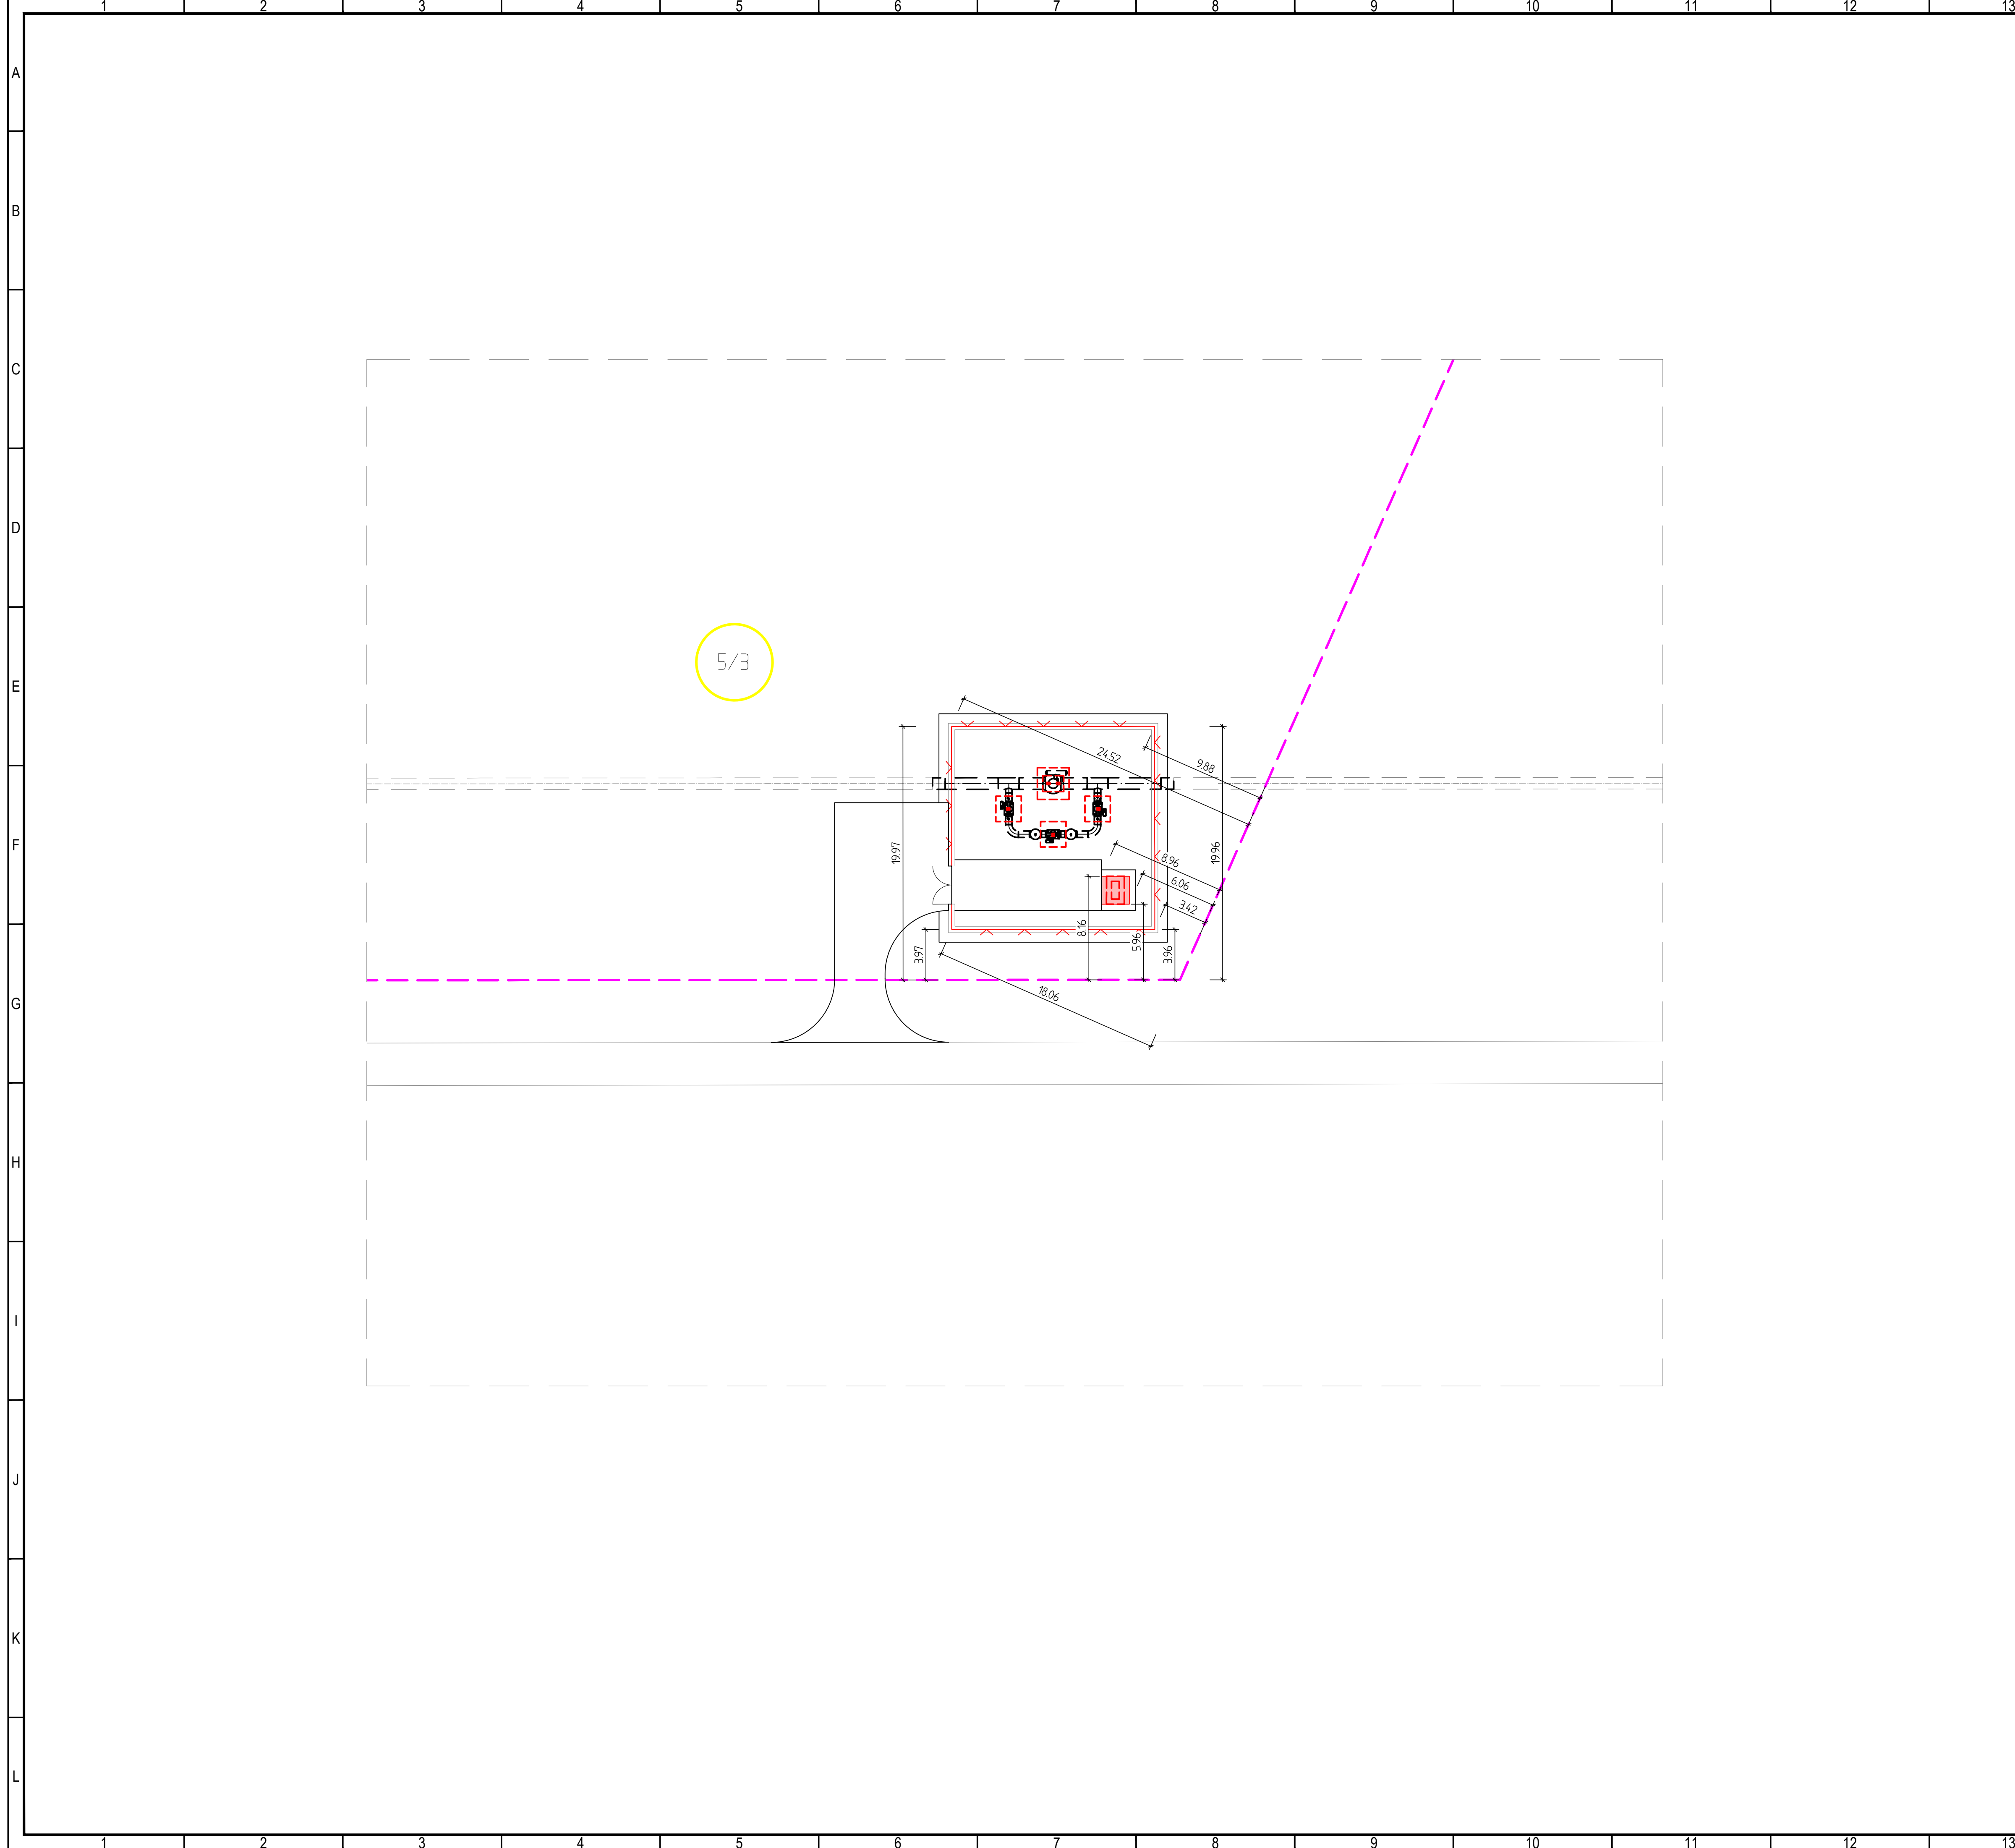 1 2 3 4 5 6 7 8 9 10 11 12 13
A
B
C
D
E
F
G
H
I
J
K
L
5/3
24.52
9.88
19.97
19.96
8.96
6.06
3.42
8.16
5.96
3.97
3.96
18.06
1 2 3 4 5 6 7 8 9 10 11 12 13